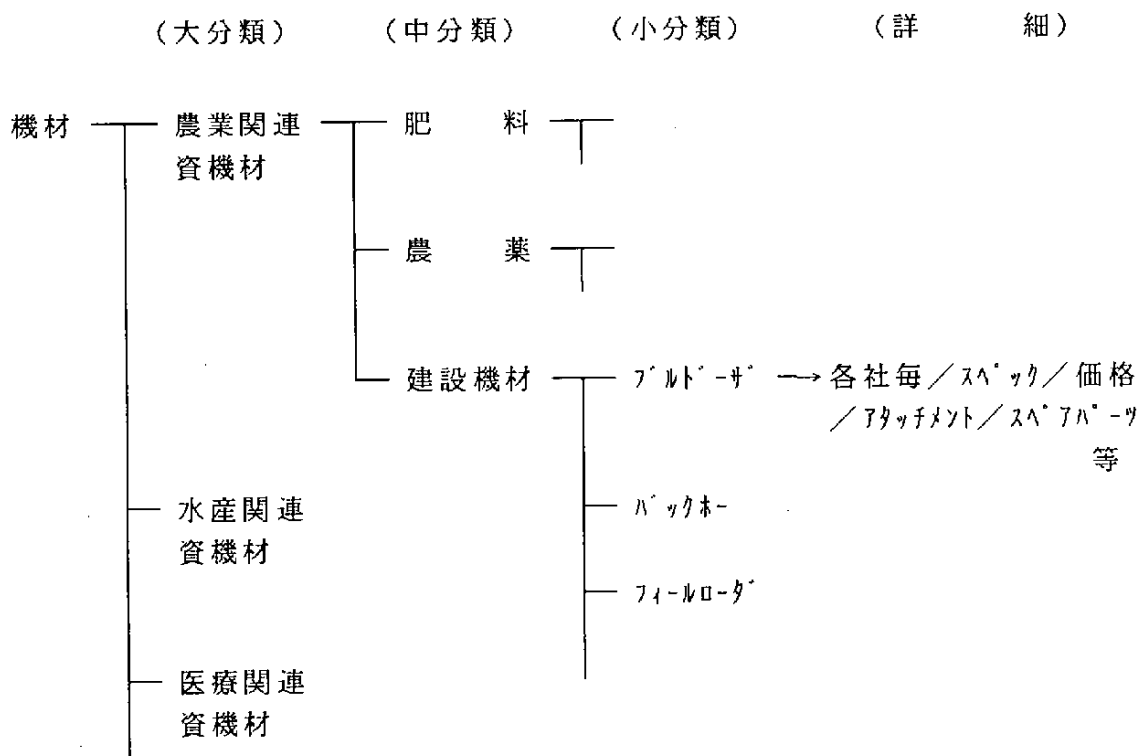 (大分類) (中分類) (小分類) (詳 細)
機材 農業関連 肥 料
資機材
農 薬
建設機材 ブルドーザ → 各社毎/スペック/価格
/アタッチメント/スペアパーツ
等
水産関連 バックホー
資機材
フィールローダ
医療関連
資機材